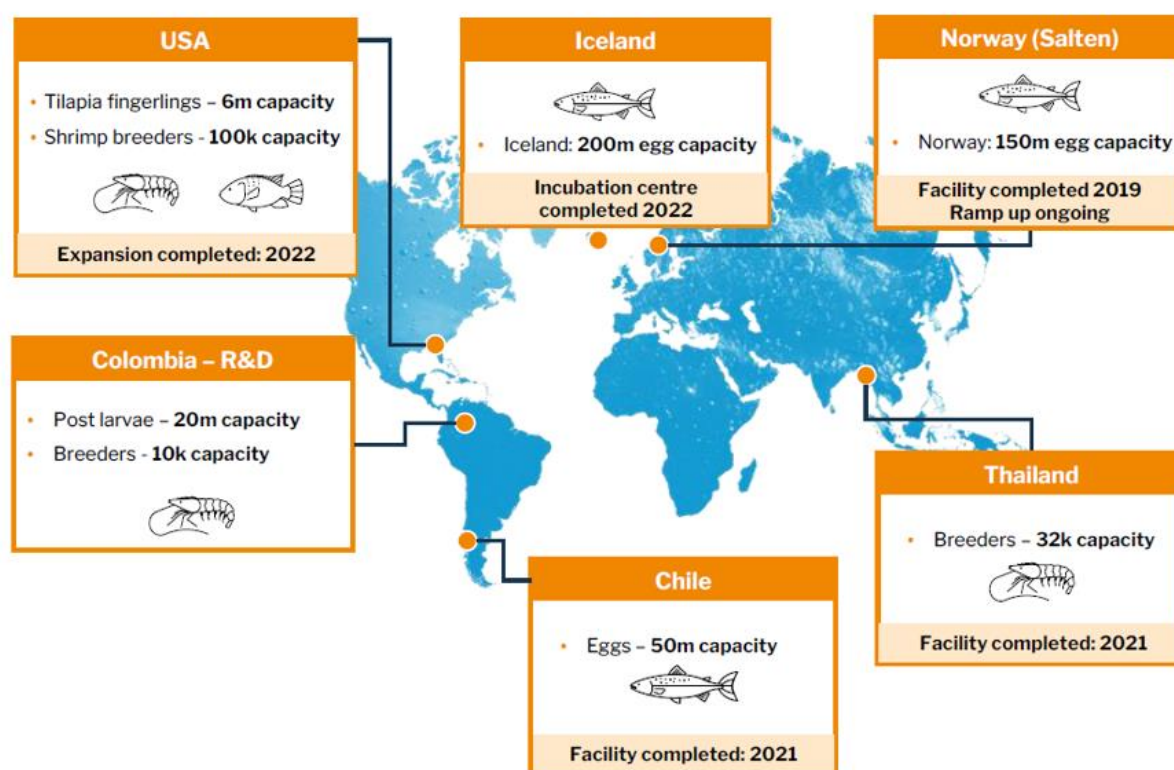 USA
• Tilapia fingerlings – 6m capacity
• Shrimp breeders - 100k capacity
Expansion completed: 2022
Iceland
• Iceland: 200m egg capacity
Incubation centre
completed 2022
Norway (Salten)
• Norway: 150m egg capacity
Facility completed 2019
Ramp up ongoing
Colombia – R&D
• Post larvae – 20m capacity
• Breeders - 10k capacity
Chile
• Eggs – 50m capacity
Facility completed: 2021
Thailand
• Breeders – 32k capacity
Facility completed: 2021